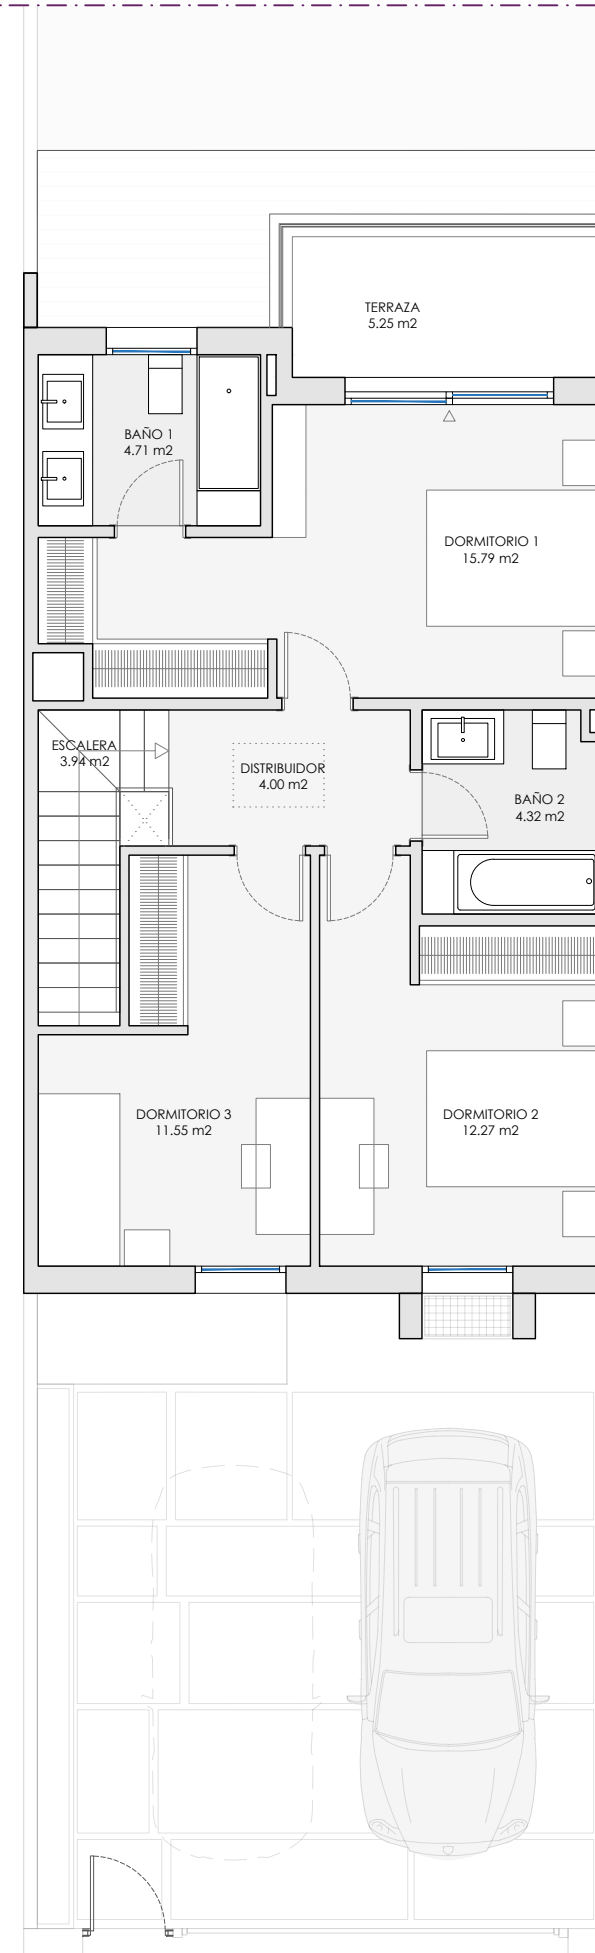 TERRAZA
5.25 m2
BAÑO 1
4.71 m2
DORMITORIO 1
15.79 m2
ESCALERA
3.94 m2
DISTRIBUIDOR
4.00 m2
BAÑO 2
4.32 m2
DORMITORIO 3
11.55 m2
DORMITORIO 2
12.27 m2